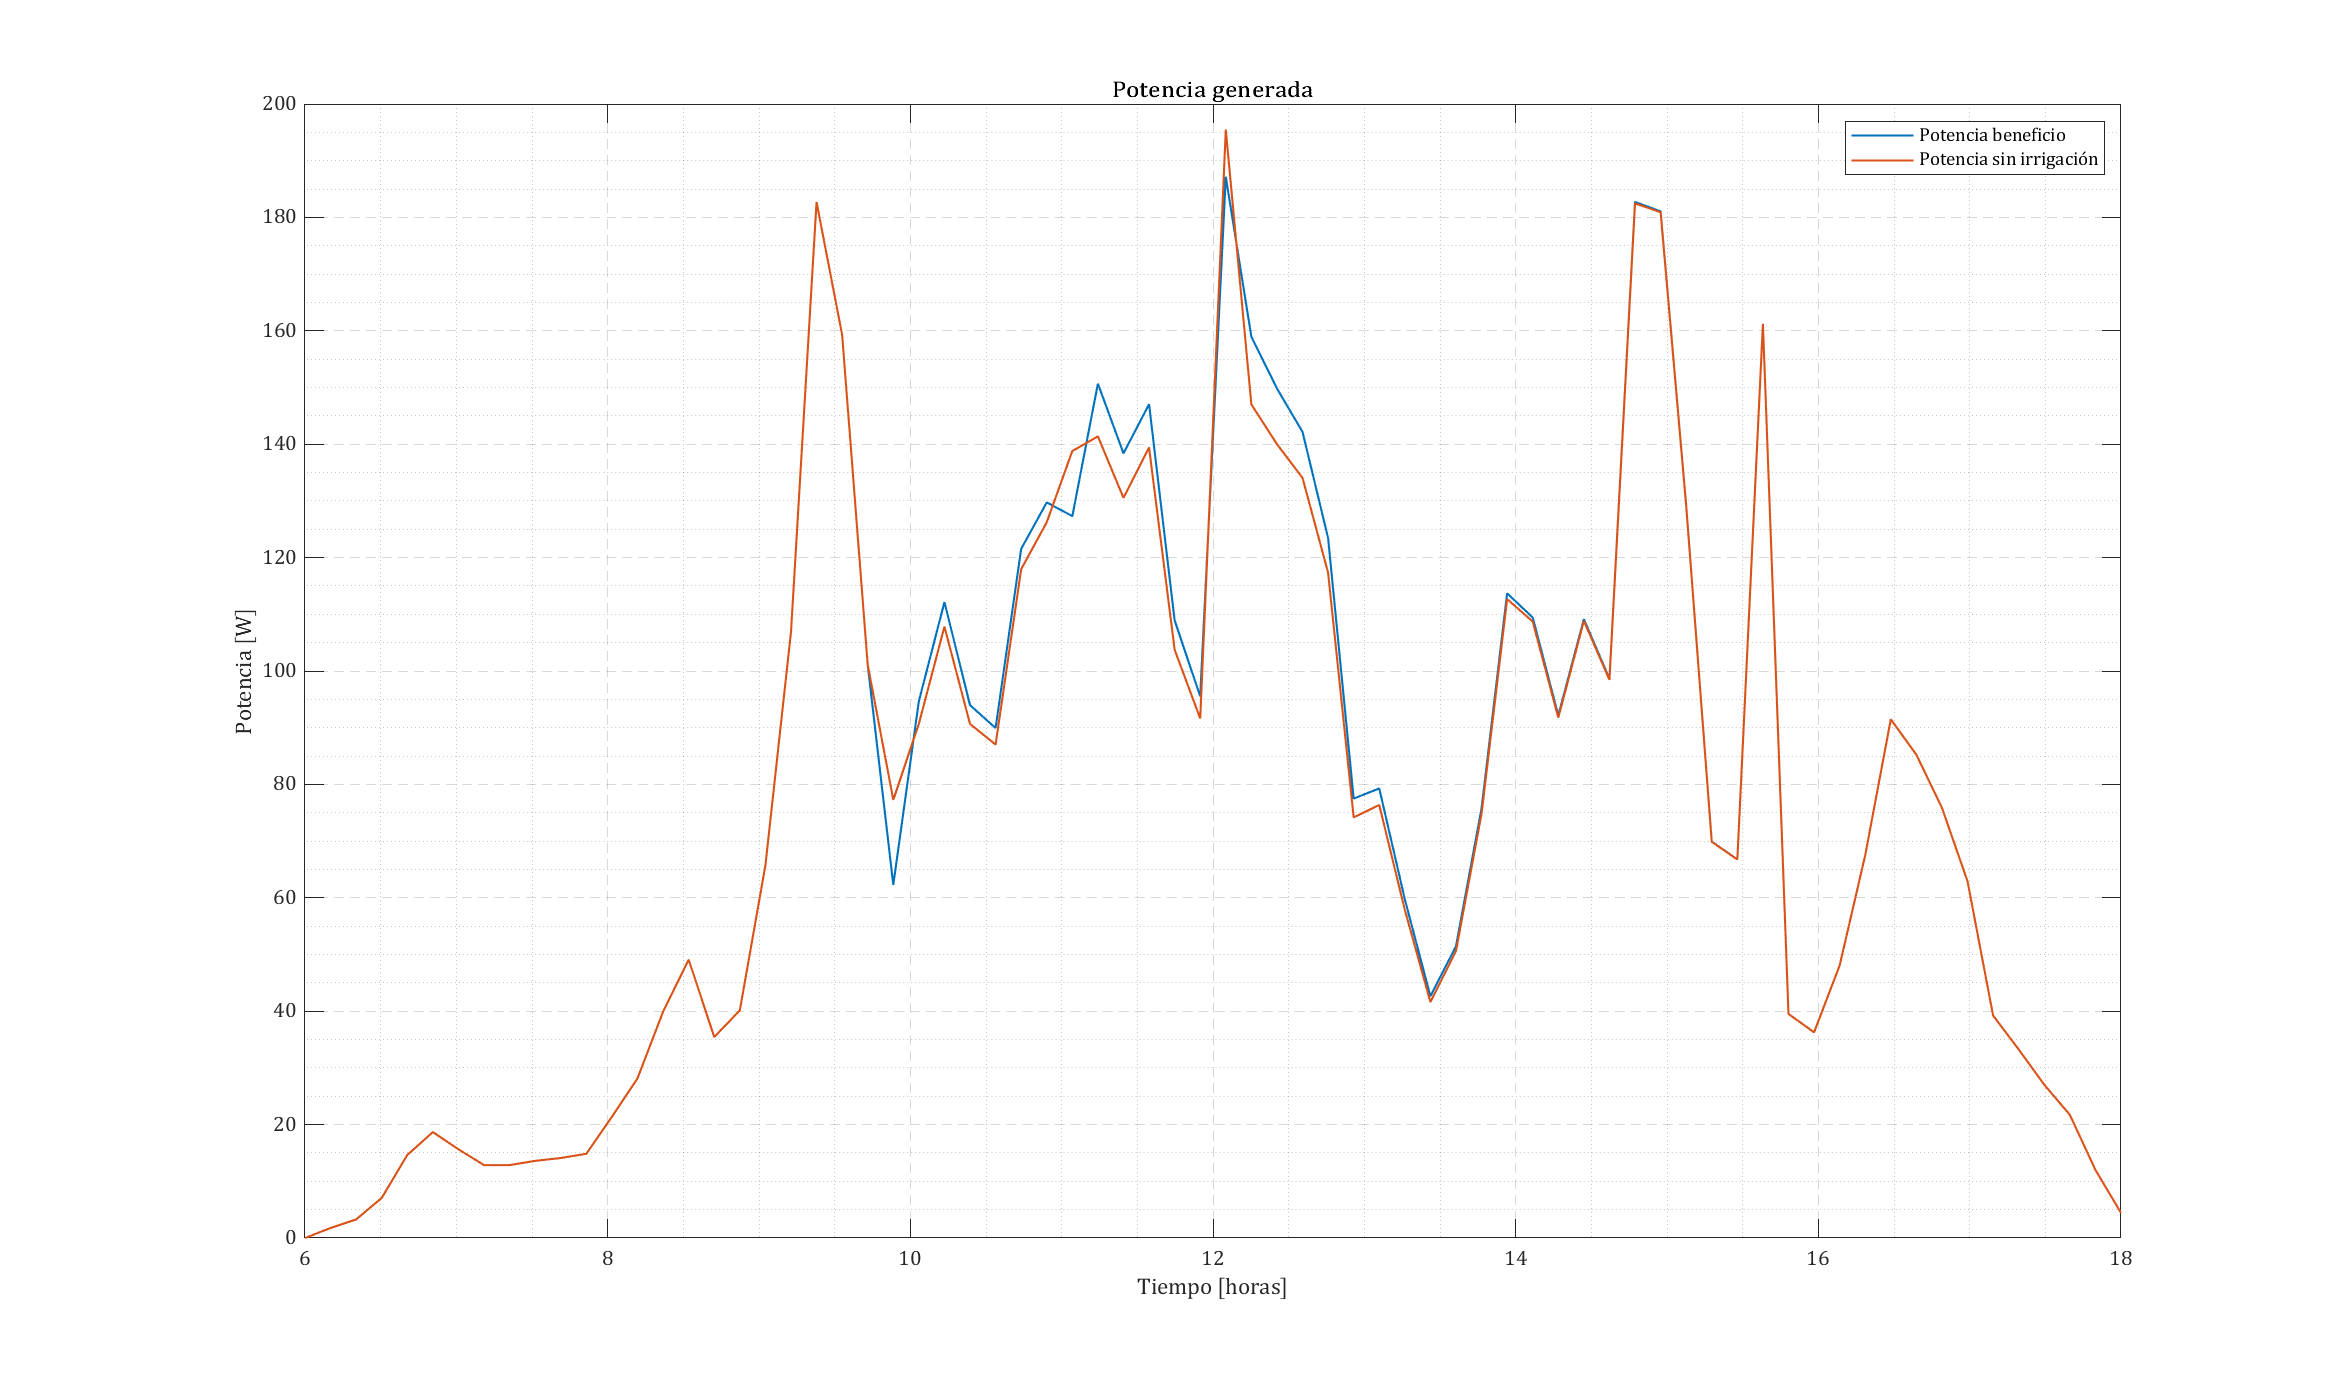 Potencia generada
200
180
160
140
120
100
80
60
40
20
0
Potencia [W]
Potencia beneficio
Potencia sin irrigación
6 8 10 12 14 16 18
Tiempo [horas]